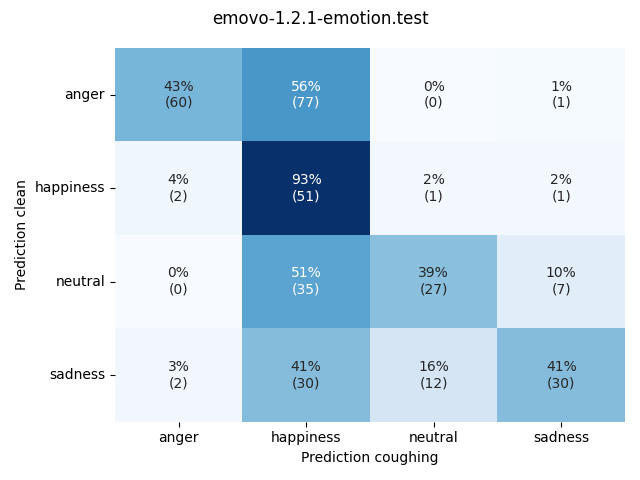 emovo-1.2.1-emotion.test
Prediction clean
anger
43% 56% 0% 1%
(60) (77) (0) (1)
happiness
4% 93% 2% 2%
(2) (51) (1) (1)
neutral
0% 51% 39% 10%
(0) (35) (27) (7)
sadness
3% 41% 16% 41%
(2) (30) (12) (30)
anger happiness neutral sadness
Prediction coughing